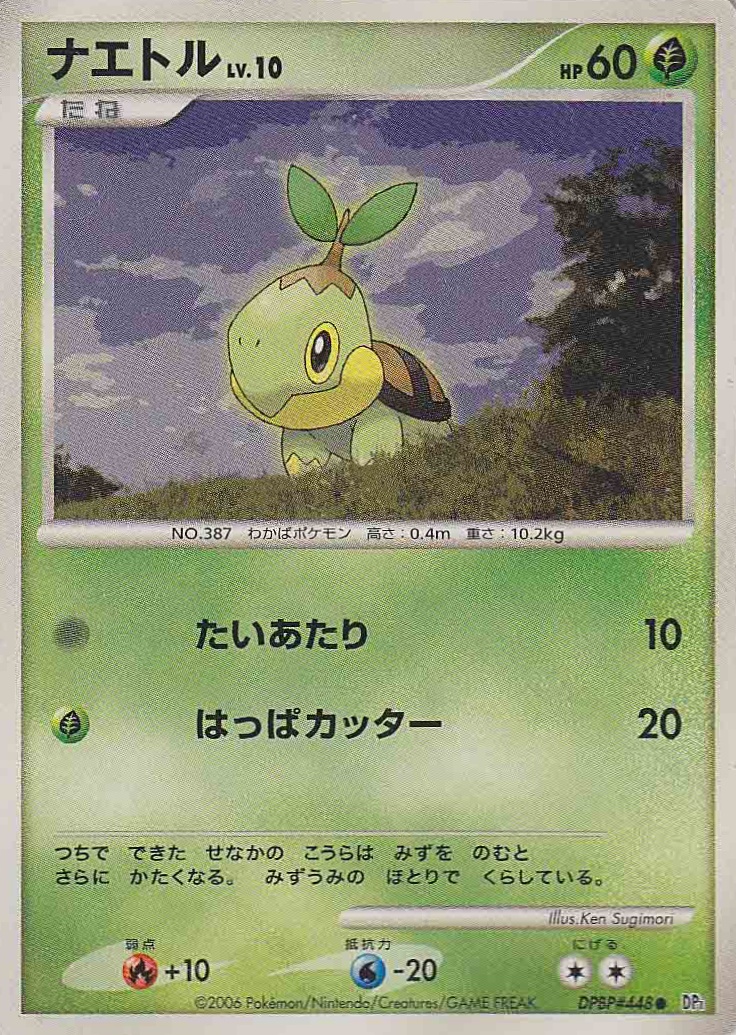 ナエトル LV.10 HP 60
たね
NO.387 わかばポケモン 高さ:0.4m 重さ:10.2kg
たいあたり 10
はっぱカッター 20
つちで できた せなかの こうらは みずを のむと
さらに かたくなる。 みずうみの ほとりで くらしている。
Illus.Ken Sugimori
弱点 抵抗力 にげる
+10 -20
©2006 Pokémon/Nintendo/Creatures/GAME FREAK. DPBP#448 DP1